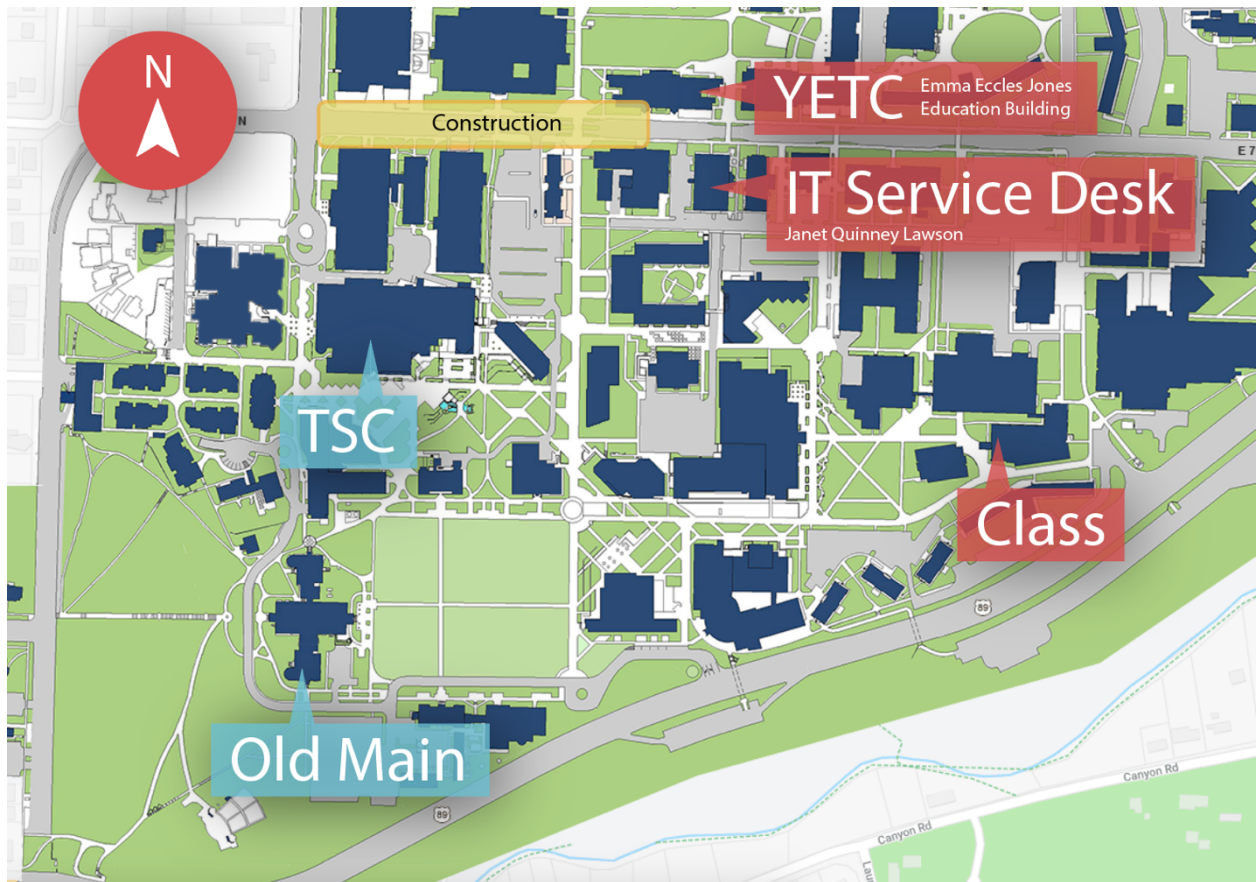 N
N
Construction
YETC
Emma Eccles Jones
Education Building
E 7
IT Service Desk
Janet Quinney Lawson
TSC
Class
89
Old Main
89
Canyon Rd
Canyon Rd